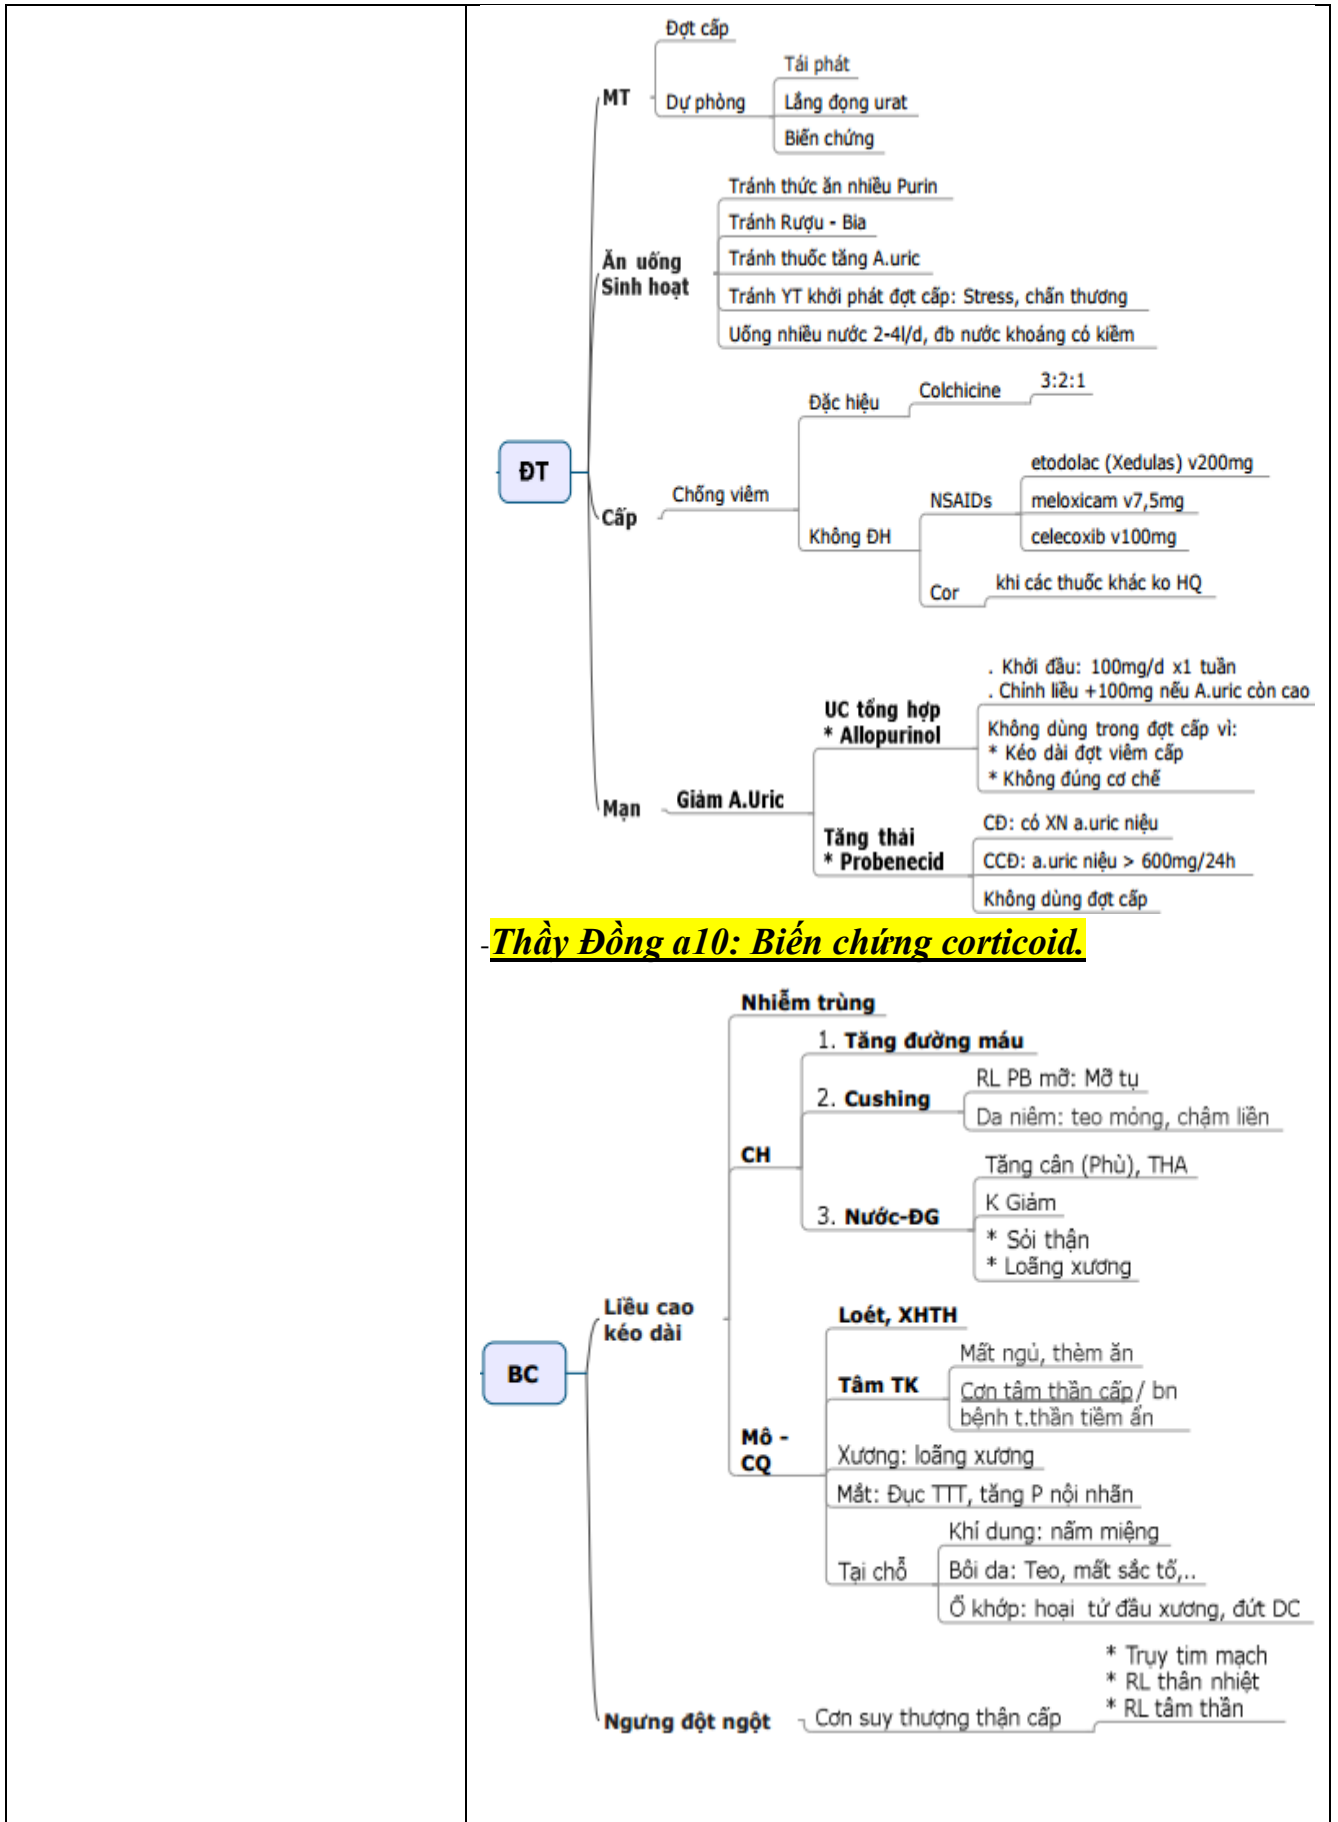 ĐT
MT
Đợt cấp
Dự phòng
Tái phát
Lắng đọng urat
Biến chứng
Ăn uống
Sinh hoạt
Tránh thức ăn nhiều Purin
Tránh Rượu - Bia
Tránh thuốc tăng A.uric
Tránh YT khởi phát đợt cấp: Stress, chấn thương
Uống nhiều nước 2-4l/d, đb nước khoáng có kiềm
Cấp
Chống viêm
Đặc hiệu
Colchicine
3:2:1
Không ĐH
NSAIDs
etodolac (Xedulas) v200mg
meloxicam v7,5mg
celecoxib v100mg
Cor
khi các thuốc khác ko HQ
Mạn
Giảm A.Uric
UC tổng hợp
* Allopurinol
. Khởi đầu: 100mg/d x1 tuần
. Chỉnh liều +100mg nếu A.uric còn cao
Không dùng trong đợt cấp vì:
* Kéo dài đợt viêm cấp
* Không đúng cơ chế
Tăng thải
* Probenecid
CĐ: có XN a.uric niệu
CCĐ: a.uric niệu > 600mg/24h
Không dùng đợt cấp
-Thầy Đồng a10: Biến chứng corticoid.
BC
Liều cao
kéo dài
Nhiễm trùng
CH
1. Tăng đường máu
2. Cushing
RL PB mỡ: Mỡ tụ
Da niêm: teo mỏng, chậm liền
3. Nước-ĐG
Tăng cân (Phù), THA
K Giảm
* Sỏi thận
* Loãng xương
Mô -
CQ
Loét, XHTH
Tâm TK
Mất ngủ, thèm ăn
Cơn tâm thần cấp/ bn
bệnh t.thần tiềm ẩn
Xương: loãng xương
Mắt: Đục TTT, tăng P nội nhãn
Tại chỗ
Khí dung: nấm miệng
Bôi da: Teo, mất sắc tố,..
Ổ khớp: hoại tử đầu xương, đứt DC
Ngưng đột ngột
Cơn suy thượng thận cấp
* Trụy tim mạch
* RL thân nhiệt
* RL tâm thần